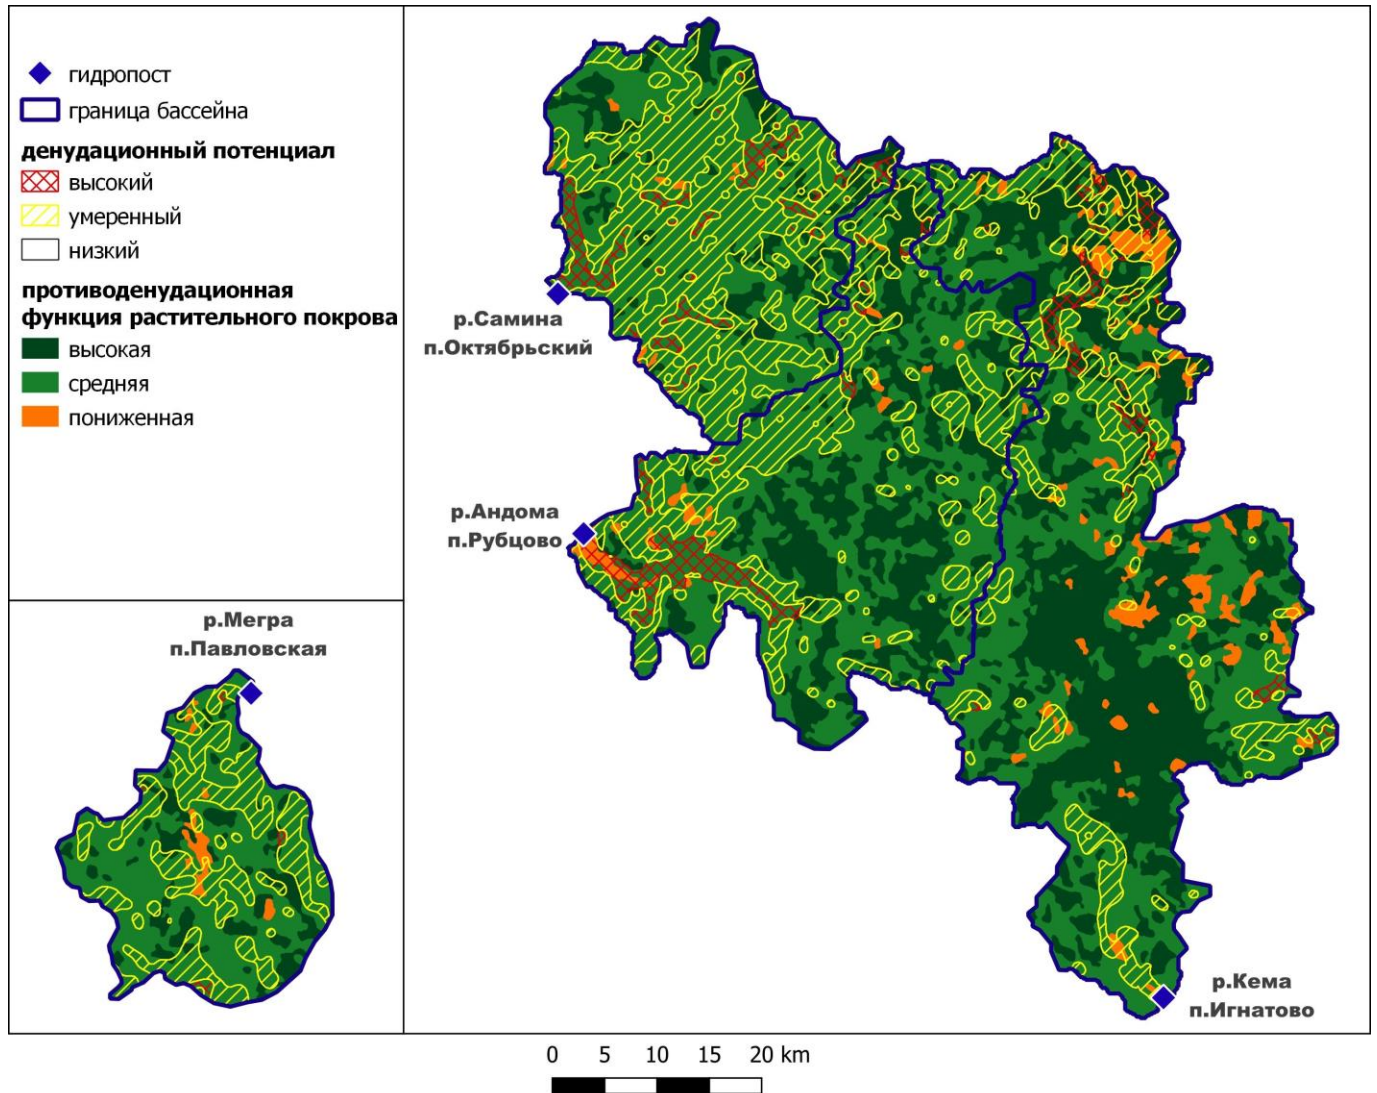 гидропост
граница бассейна
денудационный потенциал
высокий
умеренный
низкий
противоденудационная
функция растительного покрова
высокая
средняя
пониженная
р.Самина
п.Октябрьский
р.Андома
п.Рубцово
р.Мегра
п.Павловская
р.Кема
п.Игнатово
0 5 10 15 20 km